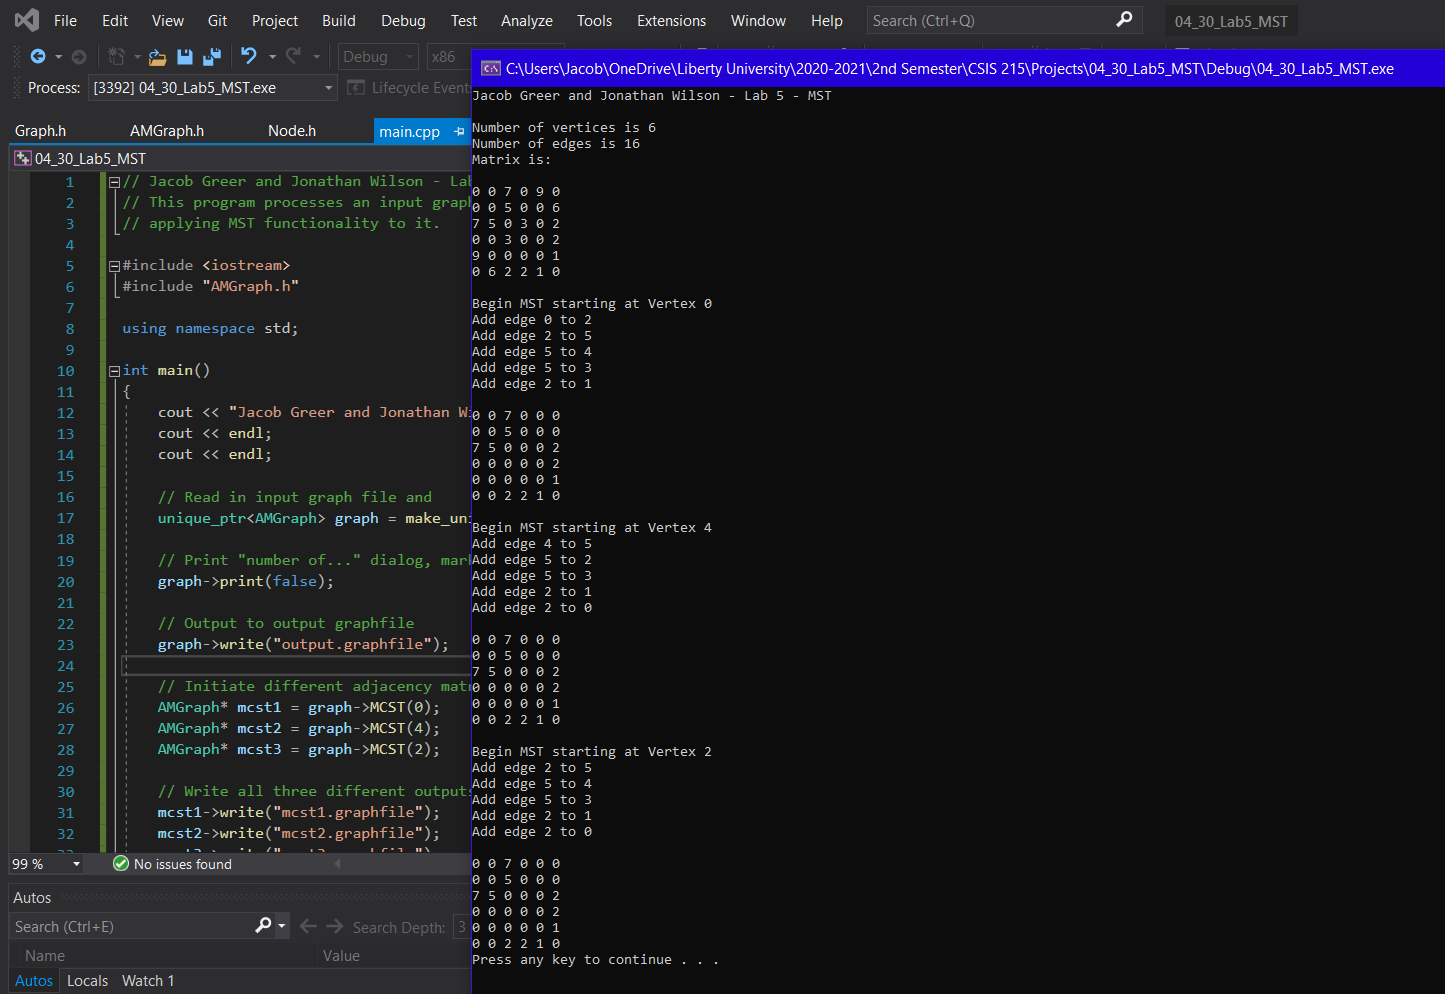 File Edit View Git Project Build Debug Test Analyze Tools Extensions Window Help Search (Ctrl+Q) 04_30_Lab5_MST
Debug x86
Process: [3392] 04_30_Lab5_MST.exe Lifecycle Event
Graph.h AMGraph.h Node.h main.cpp
04_30_Lab5_MST
1 // Jacob Greer and Jonathan Wilson - La
2 // This program processes an input grap
3 // applying MST functionality to it.
4
5 #include <iostream>
6 #include "AMGraph.h"
7
8 using namespace std;
9
10 int main()
11 {
12 cout << "Jacob Greer and Jonathan W
13 cout << endl;
14 cout << endl;
15
16 // Read in input graph file and
17 unique_ptr<AMGraph> graph = make_un
18
19 // Print "number of..." dialog, mar
20 graph->print(false);
21
22 // Output to output graphfile
23 graph->write("output.graphfile");
24
25 // Initiate different adjacency mat
26 AMGraph* mcst1 = graph->MCST(0);
27 AMGraph* mcst2 = graph->MCST(4);
28 AMGraph* mcst3 = graph->MCST(2);
29
30 // Write all three different outputs
31 mcst1->write("mcst1.graphfile");
32 mcst2->write("mcst2.graphfile");
99 % No issues found
Autos
Search (Ctrl+E) Search Depth: 3
Name Value
Autos Locals Watch 1
C:\Users\Jacob\OneDrive\Liberty University\2020-2021\2nd Semester\CSIS 215\Projects\04_30_Lab5_MST\Debug\04_30_Lab5_MST.exe
Jacob Greer and Jonathan Wilson - Lab 5 - MST
Number of vertices is 6
Number of edges is 16
Matrix is:
0 0 7 0 9 0
0 0 5 0 0 6
7 5 0 3 0 2
0 0 3 0 0 2
9 0 0 0 0 1
0 6 2 2 1 0
Begin MST starting at Vertex 0
Add edge 0 to 2
Add edge 2 to 5
Add edge 5 to 4
Add edge 5 to 3
Add edge 2 to 1
0 0 7 0 0 0
0 0 5 0 0 0
7 5 0 0 0 2
0 0 0 0 0 2
0 0 0 0 0 1
0 0 2 2 1 0
Begin MST starting at Vertex 4
Add edge 4 to 5
Add edge 5 to 2
Add edge 5 to 3
Add edge 2 to 1
Add edge 2 to 0
0 0 7 0 0 0
0 0 5 0 0 0
7 5 0 0 0 2
0 0 0 0 0 2
0 0 0 0 0 1
0 0 2 2 1 0
Begin MST starting at Vertex 2
Add edge 2 to 5
Add edge 5 to 4
Add edge 5 to 3
Add edge 2 to 1
Add edge 2 to 0
0 0 7 0 0 0
0 0 5 0 0 0
7 5 0 0 0 2
0 0 0 0 0 2
0 0 0 0 0 1
0 0 2 2 1 0
Press any key to continue . . .